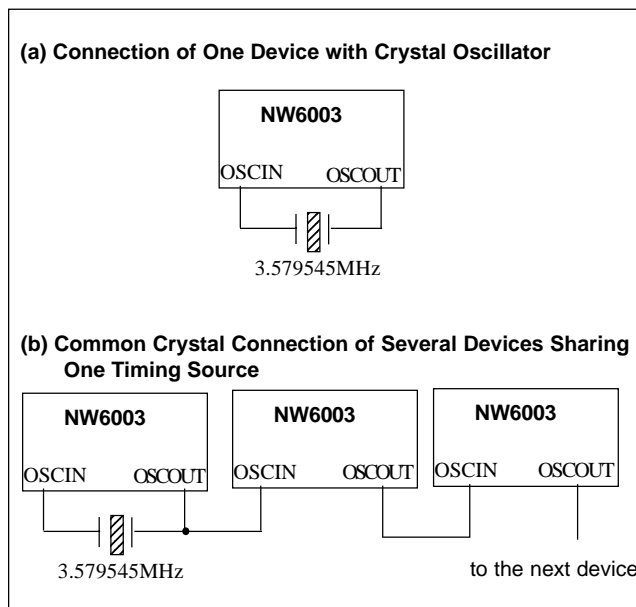 (a) Connection of One Device with Crystal Oscillator
NW6003
OSCIN OSCOUT
3.579545MHz
(b) Common Crystal Connection of Several Devices Sharing
One Timing Source
NW6003 NW6003 NW6003
OSCIN OSCOUT OSCIN OSCOUT OSCIN OSCOUT
3.579545MHz
to the next device